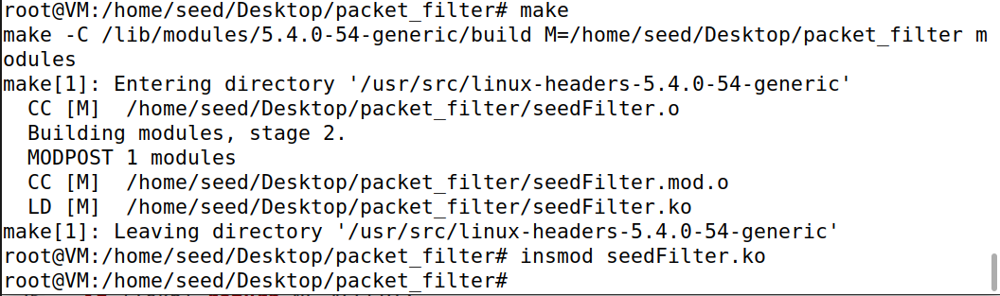 root@VM:/home/seed/Desktop/packet_filter# make
make -C /lib/modules/5.4.0-54-generic/build M=/home/seed/Desktop/packet_filter m
odules
make[1]: Entering directory '/usr/src/linux-headers-5.4.0-54-generic'
  CC [M]  /home/seed/Desktop/packet_filter/seedFilter.o
  Building modules, stage 2.
  MODPOST 1 modules
  CC [M]  /home/seed/Desktop/packet_filter/seedFilter.mod.o
  LD [M]  /home/seed/Desktop/packet_filter/seedFilter.ko
make[1]: Leaving directory '/usr/src/linux-headers-5.4.0-54-generic'
root@VM:/home/seed/Desktop/packet_filter# insmod seedFilter.ko
root@VM:/home/seed/Desktop/packet_filter#